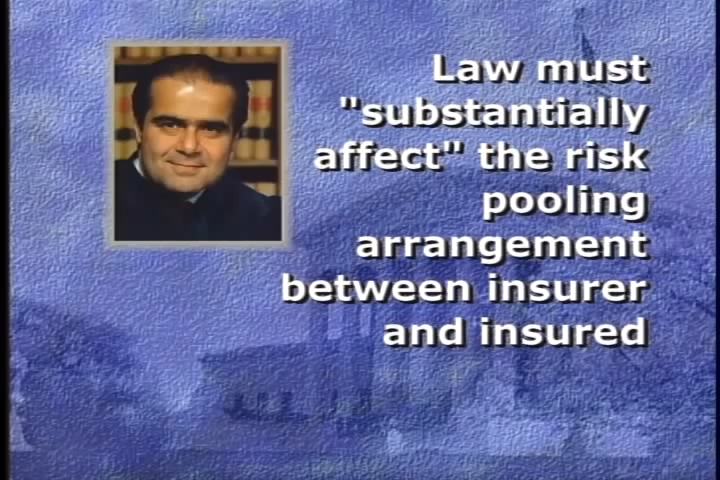 Law must
"substantially
affect" the risk
pooling
arrangement
between insurer
and insured